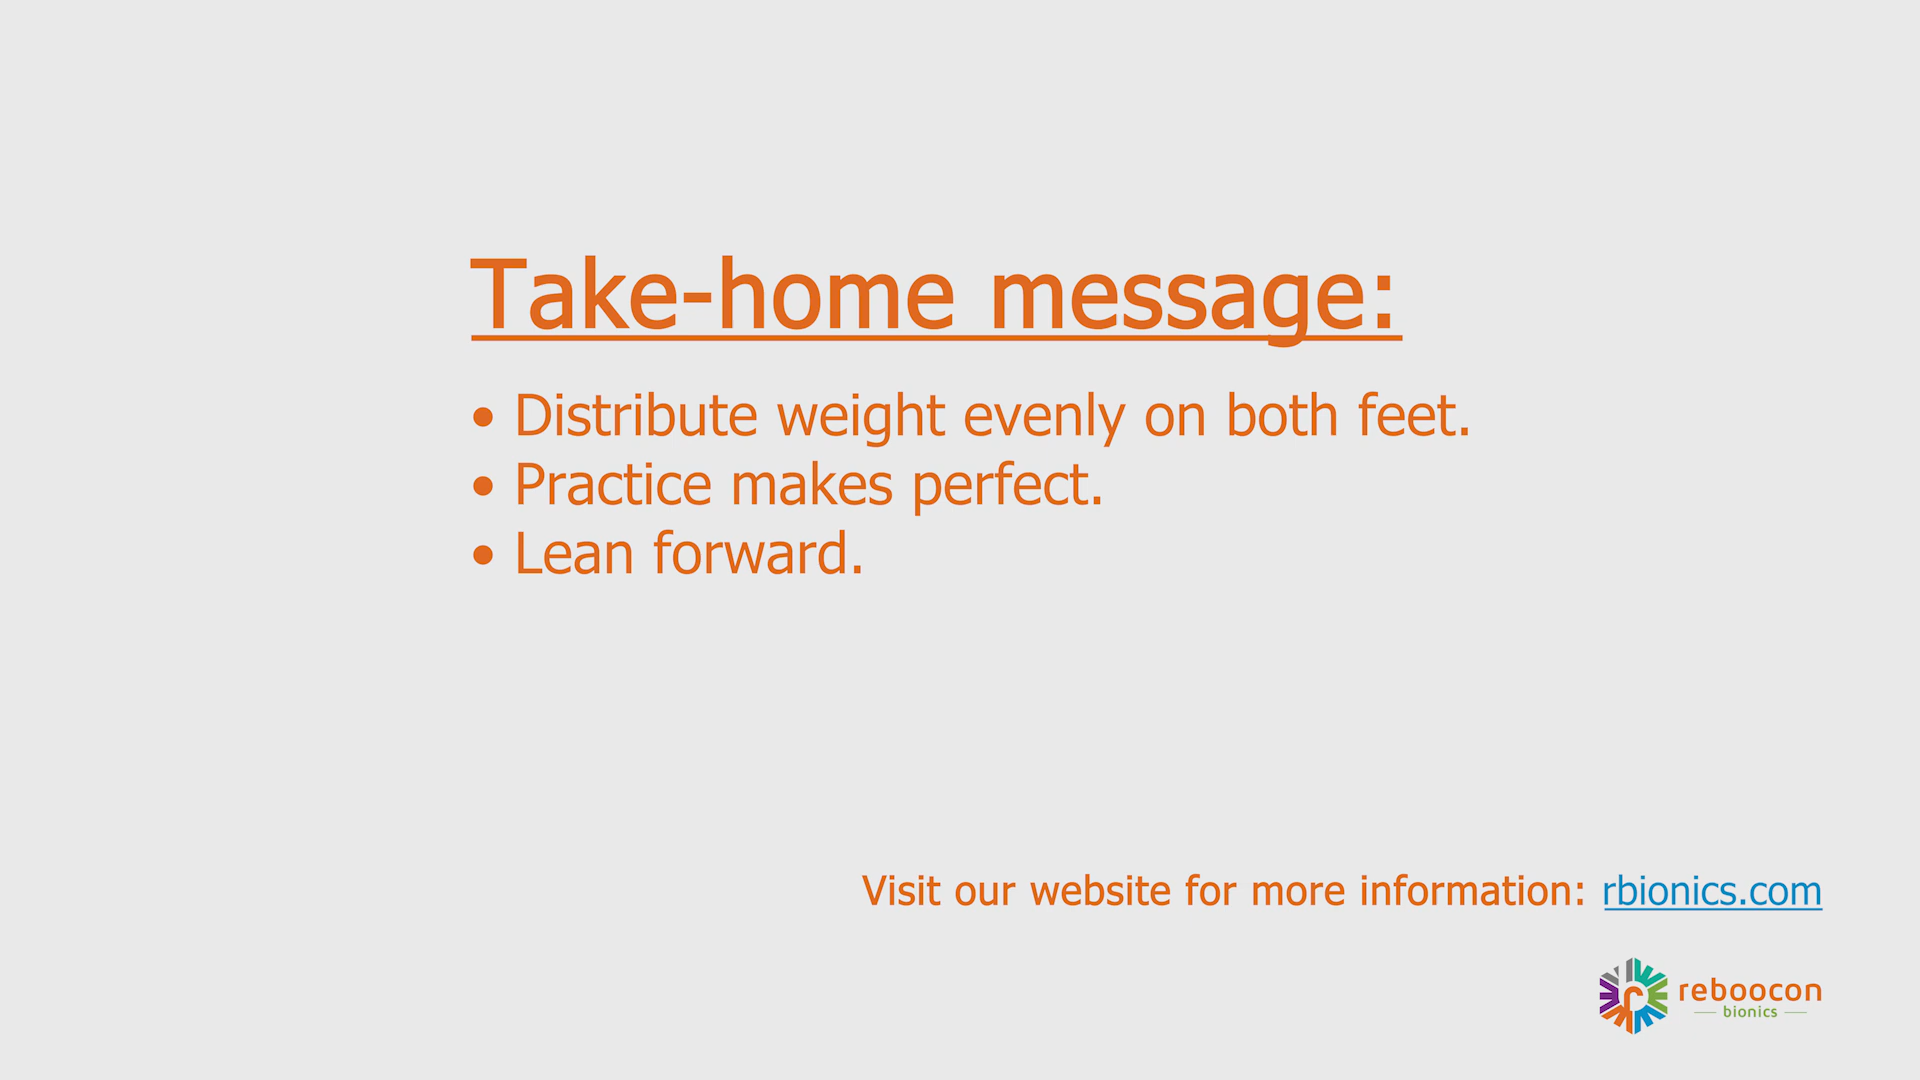 Take-home message:
• Distribute weight evenly on both feet.
• Practice makes perfect.
• Lean forward.
Visit our website for more information: rbionics.com
reboocon
bionics